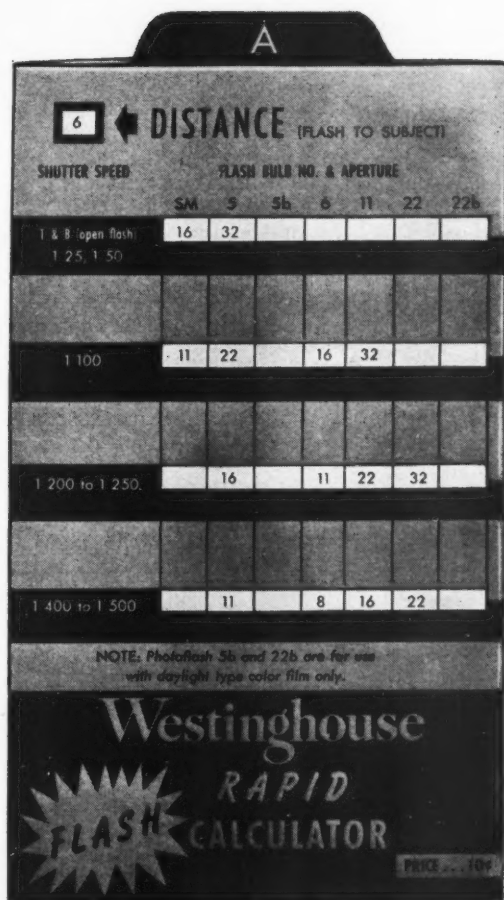 A
6 DISTANCE (FLASH TO SUBJECT)
SHUTTER SPEED FLASH BULB NO. & APERTURE
SM 5 5b 6 11 22 22b
1 & B (open flash) 16 32
1 25, 1 50
1 100 11 22 16 32
1 200 to 1 250 16 11 22 32
1 400 to 1 500 11 8 16 22
NOTE: Photoflash 5b and 22b are for use
with daylight type color film only.
Westinghouse
RAPID
FLASH CALCULATOR
PRICE . . . 10¢